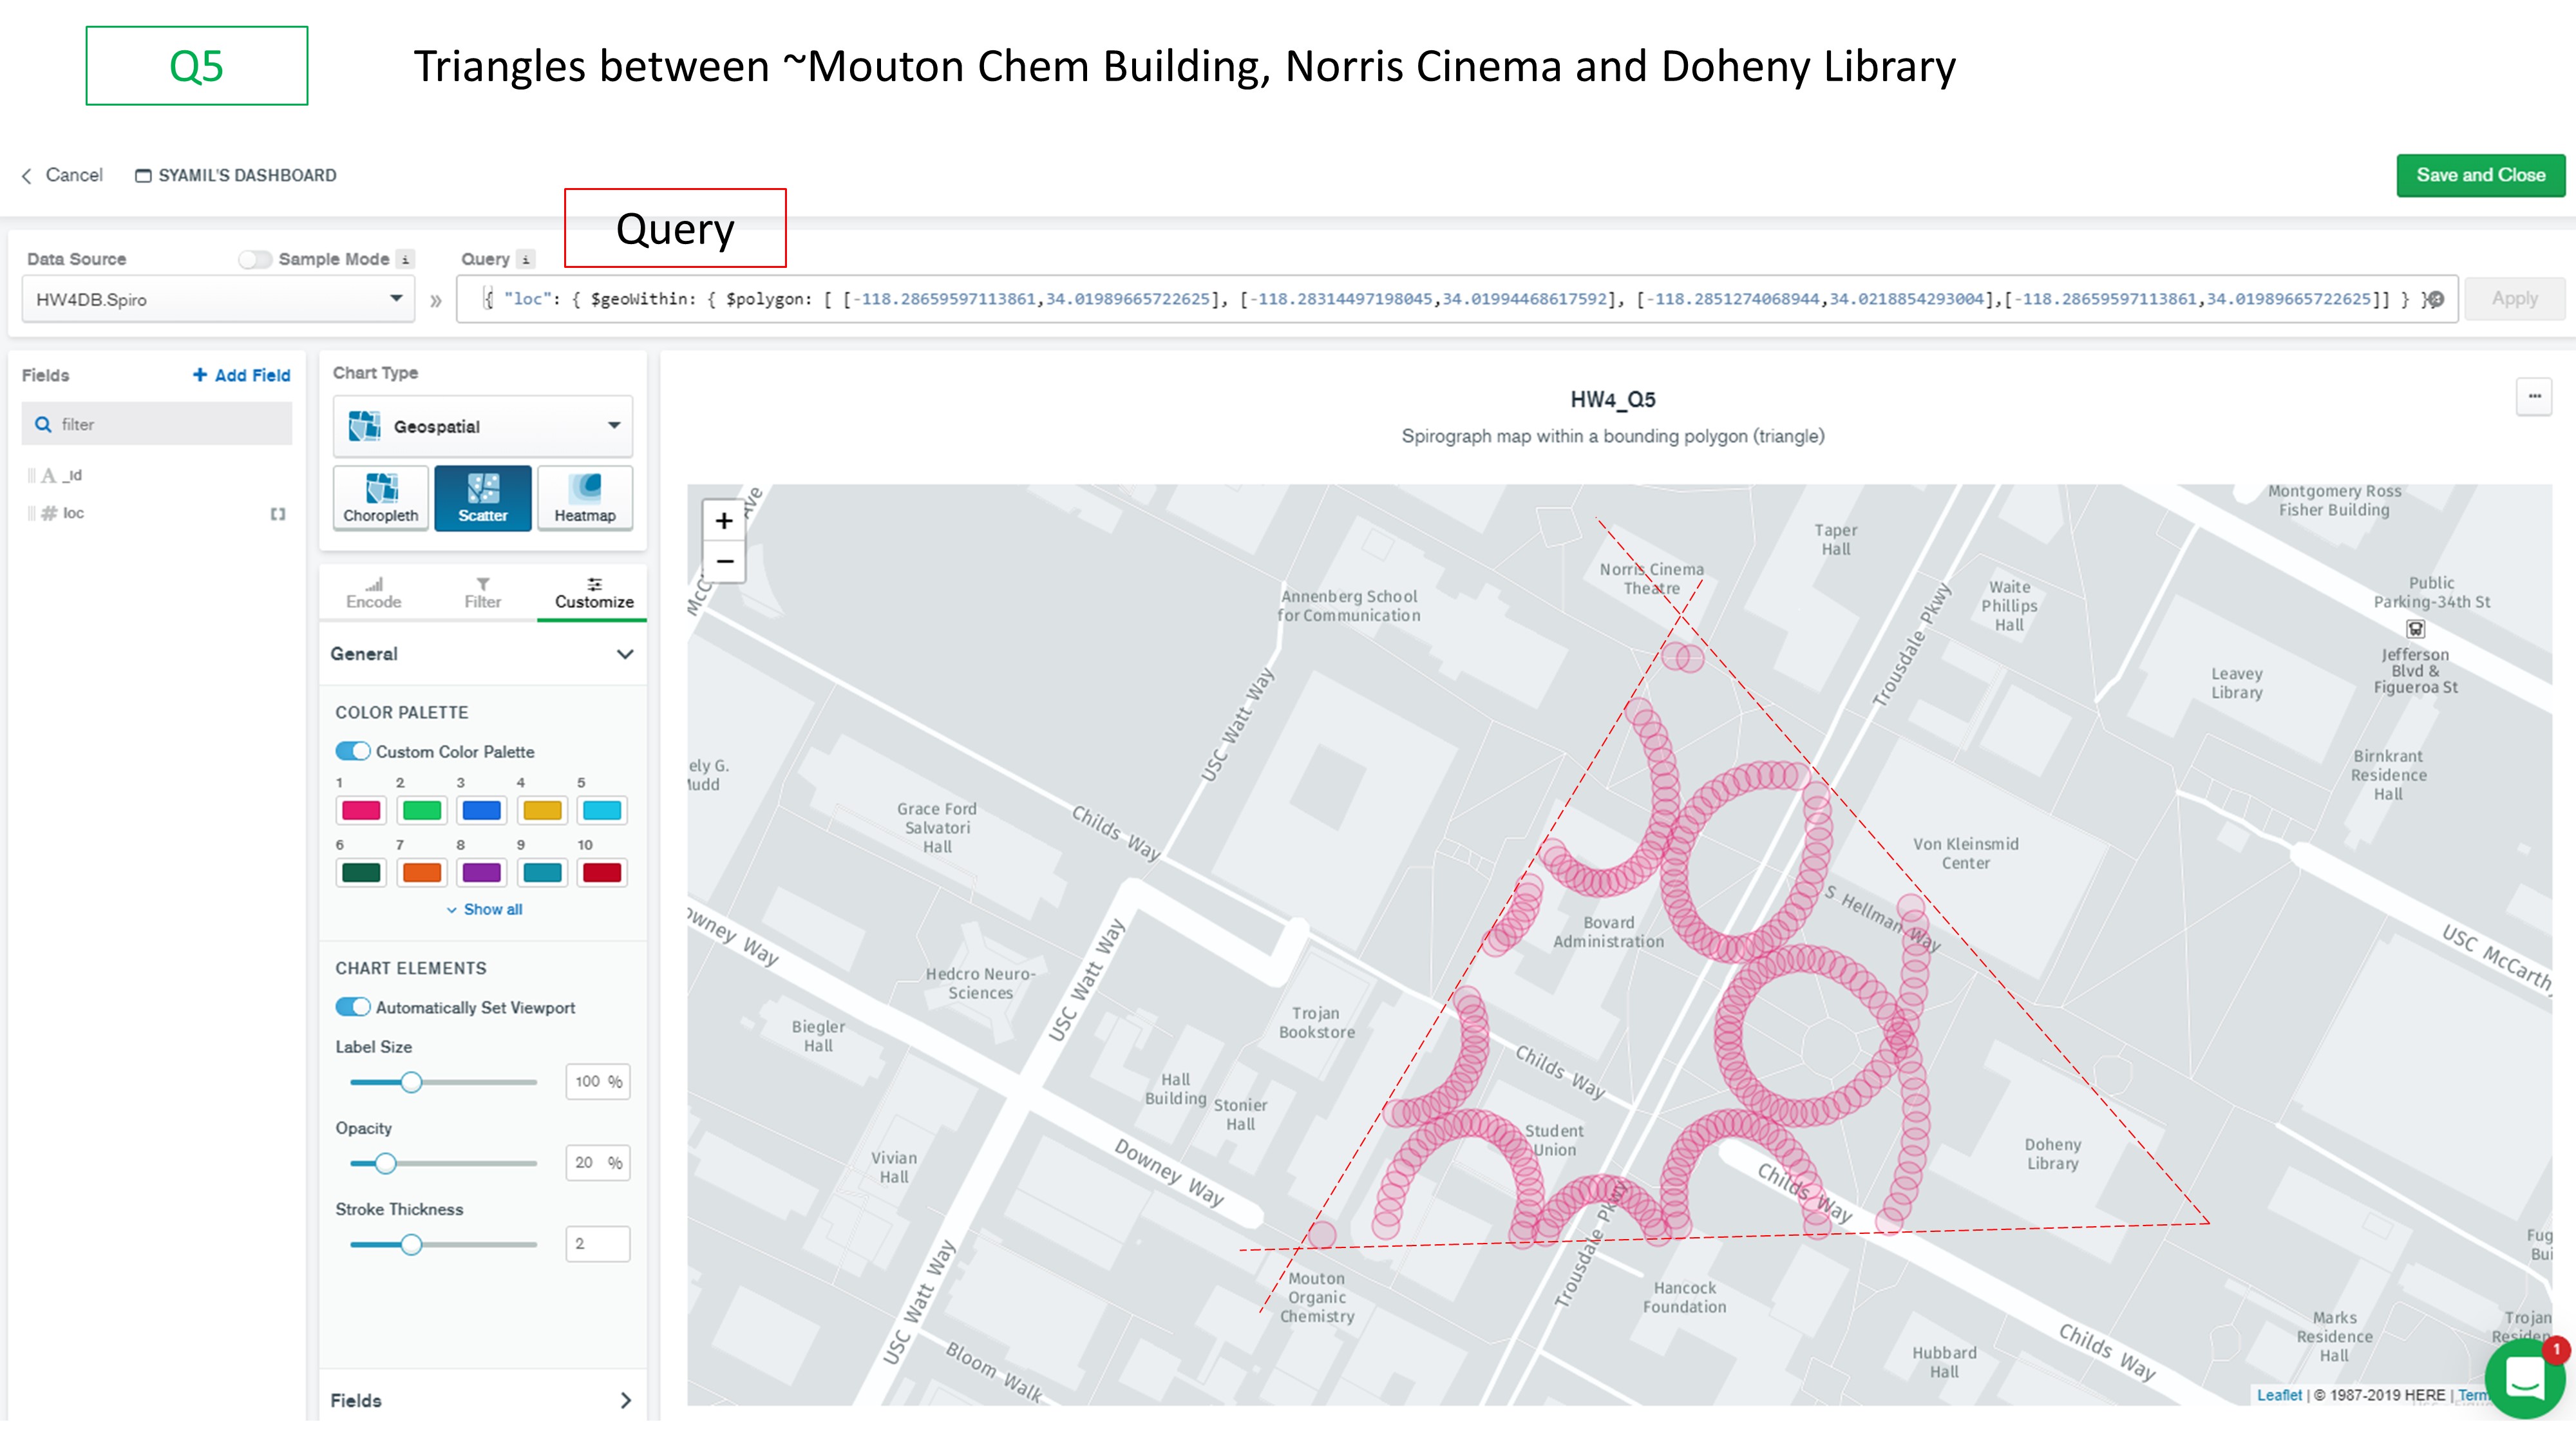 Q5
Triangles between ~Mouton Chem Building, Norris Cinema and Doheny Library
Cancel
SYAMIL'S DASHBOARD
Save and Close
Query
Data Source
Sample Mode i
Query i
HW4DB.Spiro
»
{ "loc": { $geoWithin: { $polygon: [ [-118.28659597113861,34.01989665722625], [-118.28314497198045,34.01994468617592], [-118.2851274068944,34.0218854293004],[-118.28659597113861,34.01989665722625]] } }
Apply
Fields
+ Add Field
filter
A _id
# loc
[ ]
Chart Type
Geospatial
Choropleth
Scatter
Heatmap
Encode
Filter
Customize
General
COLOR PALETTE
Custom Color Palette
1 2 3 4 5
6 7 8 9 10
Show all
CHART ELEMENTS
Automatically Set Viewport
Label Size
100 %
Opacity
20 %
Stroke Thickness
2
Fields
HW4_Q5
Spirograph map within a bounding polygon (triangle)
...
+
−
Ave
McC
Montgomery Ross
Fisher Building
Taper
Hall
Norris Cinema
Theatre
Annenberg School
for Communication
Waite
Phillips
Hall
Public
Parking-34th St
Jefferson
Blvd &
Figueroa St
Leavey
Library
Trousdale Pkwy
USC Watt Way
Birnkrant
Residence
Hall
ely G.
Mudd
Grace Ford
Salvatori
Hall
Childs Way
Von Kleinsmid
Center
S Hellman Way
Bovard
Administration
USC McCarth
owney Way
Hedcro Neuro-
Sciences
USC Watt Way
Trojan
Bookstore
Biegler
Hall
Childs Way
Hall
Building
Stonier
Hall
Student
Union
Doheny
Library
Vivian
Hall
Downey Way
Childs Way
Trousdale Pkwy
Fug
Bui
Mouton
Organic
Chemistry
Hancock
Foundation
USC Watt Way
Marks
Residence
Hall
Trojan
Residen
Bloom Walk
Hubbard
Hall
Childs Way
1
Leaflet | © 1987-2019 HERE | Term